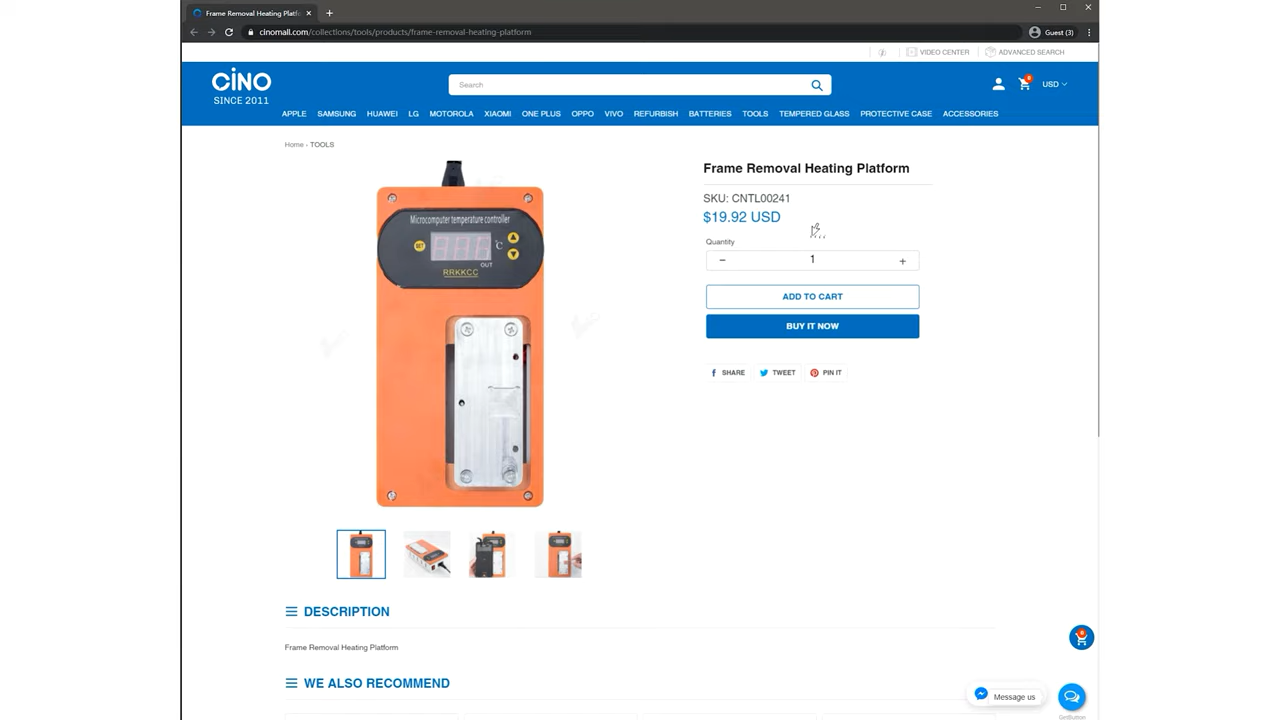 Frame Removal Heating Platf
cinomall.com/collections/tools/products/frame-removal-heating-platform
Guest (3)
VIDEO CENTER
ADVANCED SEARCH
CINO
SINCE 2011
Search
0
USD
APPLE SAMSUNG HUAWEI LG MOTOROLA XIAOMI ONE PLUS OPPO VIVO REFURBISH BATTERIES TOOLS TEMPERED GLASS PROTECTIVE CASE ACCESSORIES
Home › TOOLS
Microcomputer temperature controller
SET
°C
OUT
RRKKCC
Frame Removal Heating Platform
SKU: CNTL00241
$19.92 USD
Quantity
− 1 +
ADD TO CART
BUY IT NOW
SHARE TWEET PIN IT
DESCRIPTION
Frame Removal Heating Platform
WE ALSO RECOMMEND
0
Message us
GetButton